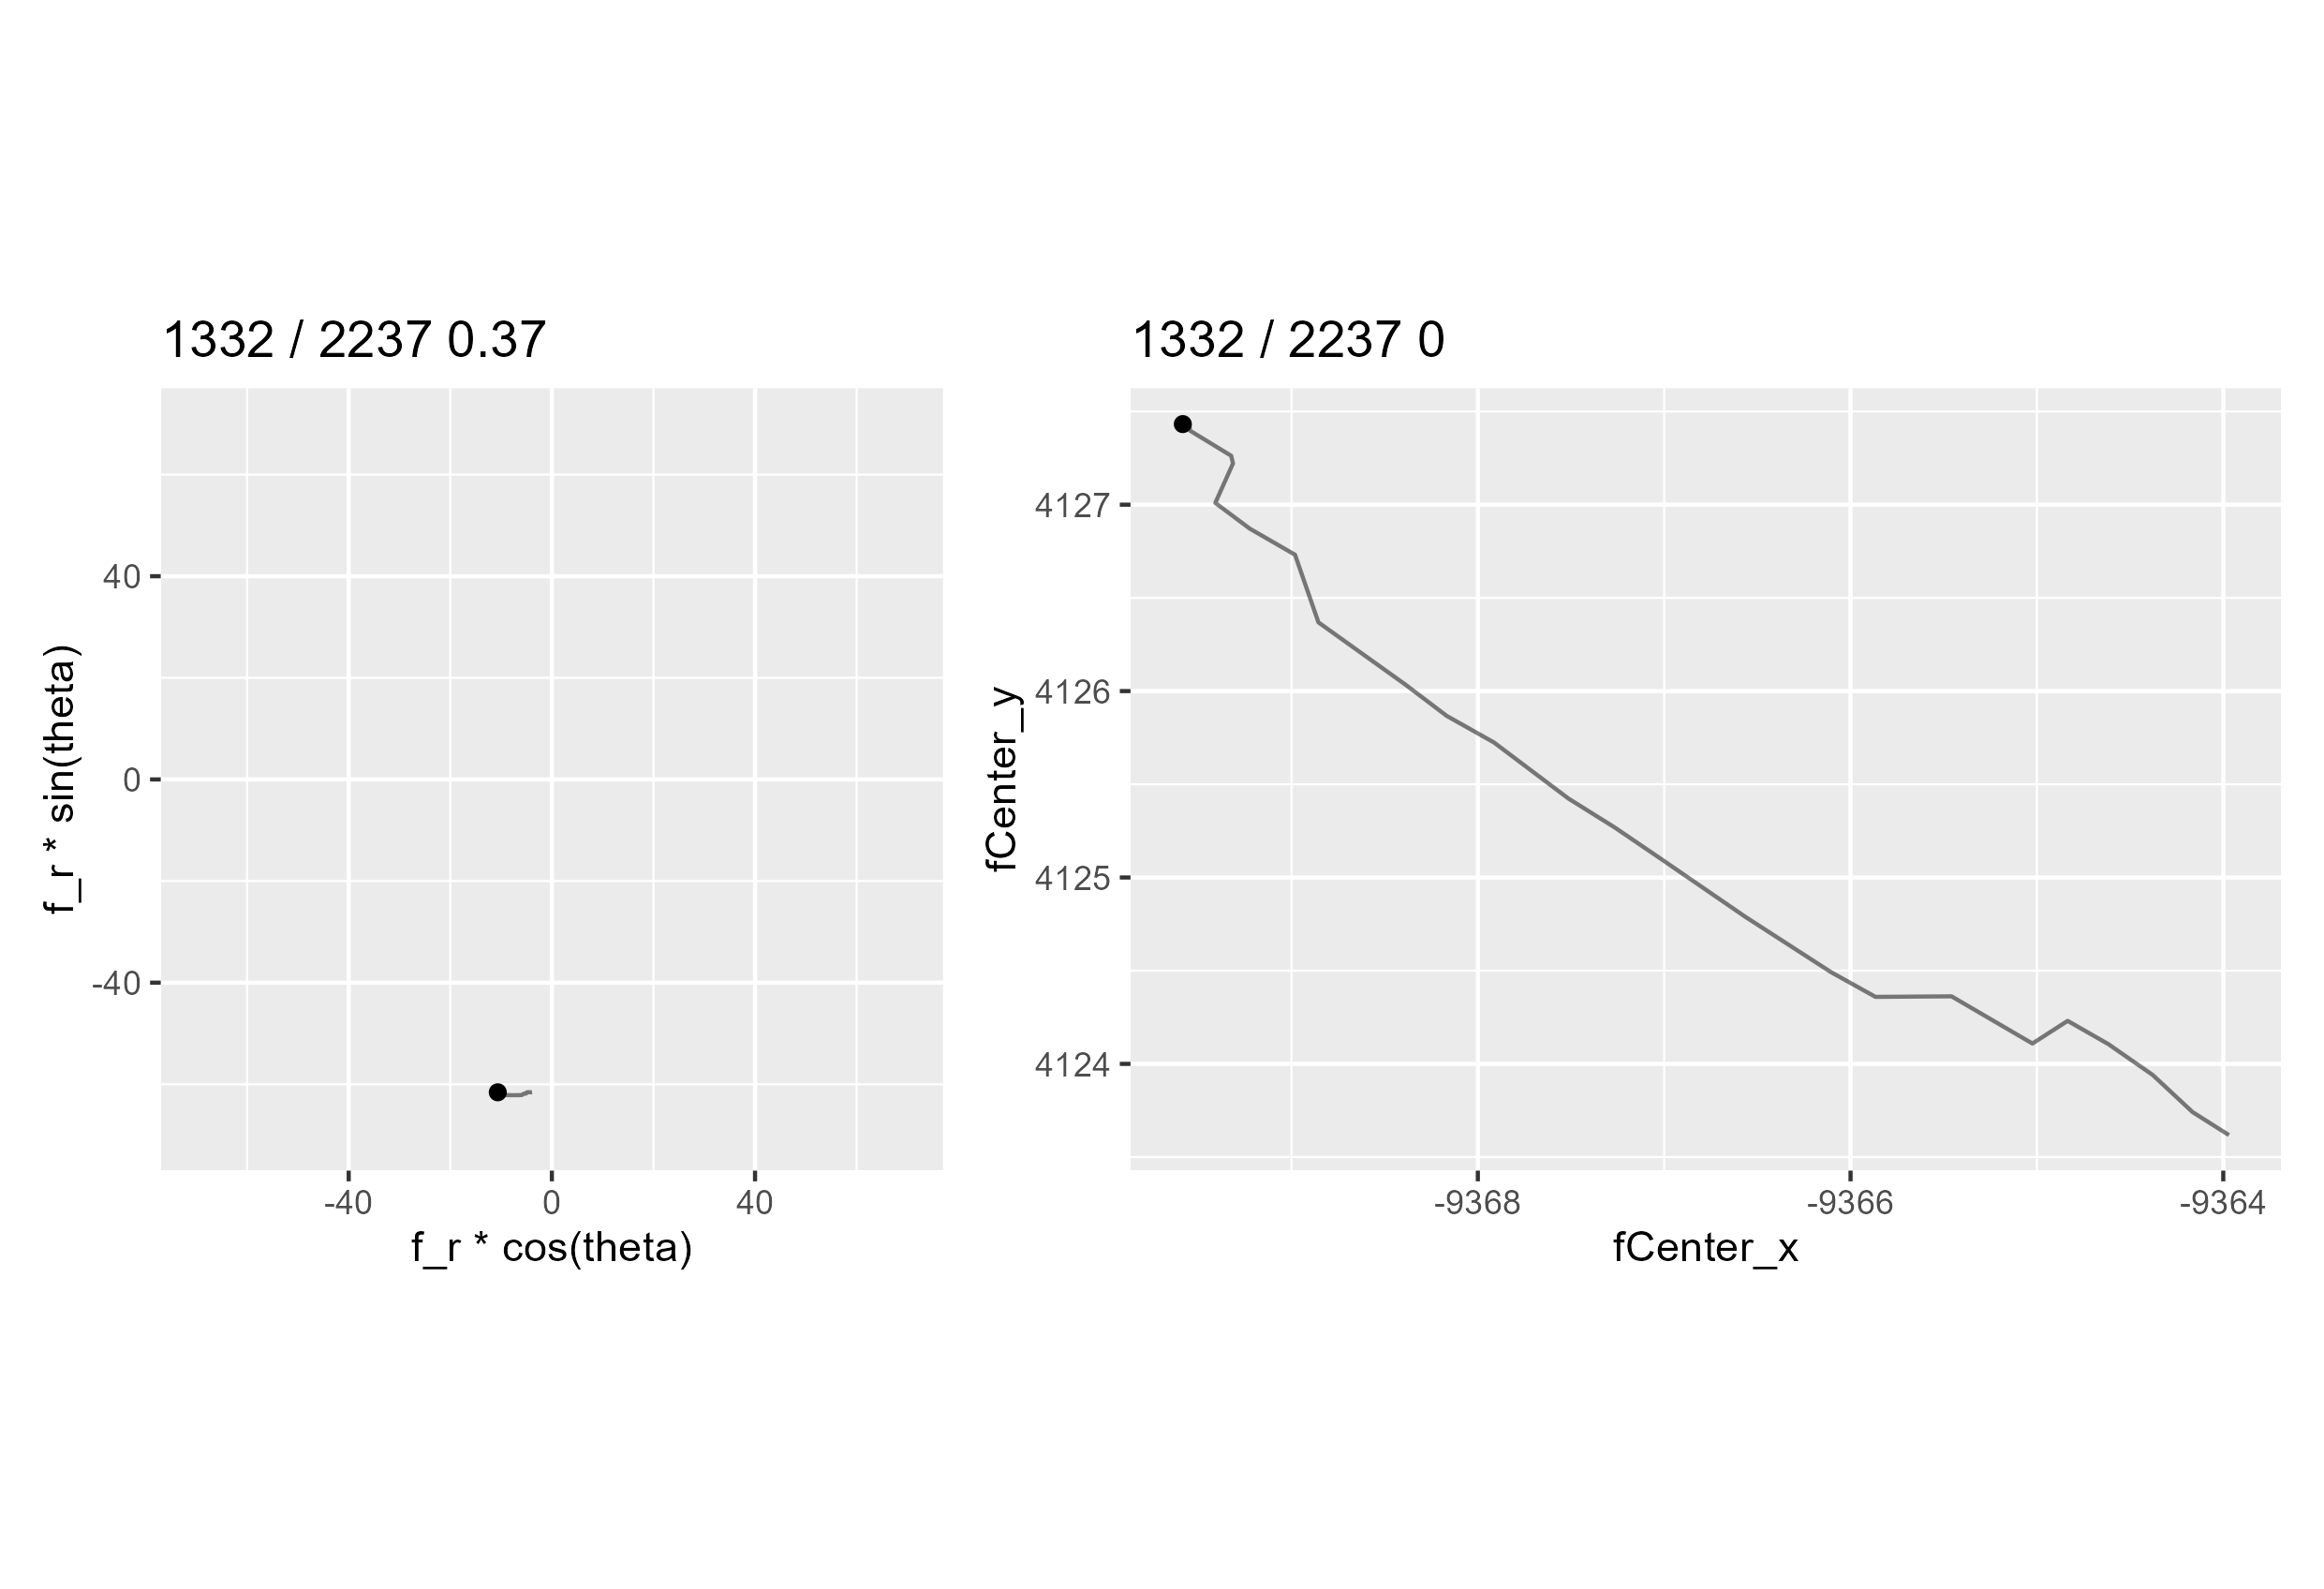 1332 / 2237 0.37
40
0
-40
-40 0 40
f_r * sin(theta)
f_r * cos(theta)
1332 / 2237 0
4127
4126
4125
4124
-9368 -9366 -9364
fCenter_y
fCenter_x